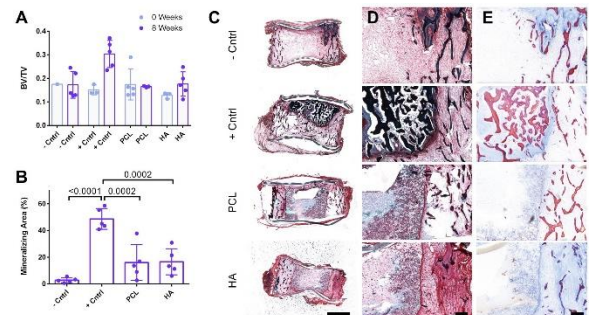 A
0 Weeks
8 Weeks
BV/TV
0.4
0.3
0.2
0.1
0.0
- Cntrl
- Cntrl
+ Cntrl
+ Cntrl
PCL
PCL
HA
HA
B
0.0002
<0.0001
0.0002
Mineralizing Area (%)
60
40
20
0
- Cntrl
+ Cntrl
PCL
HA
C
D
E
- Cntrl
+ Cntrl
PCL
HA